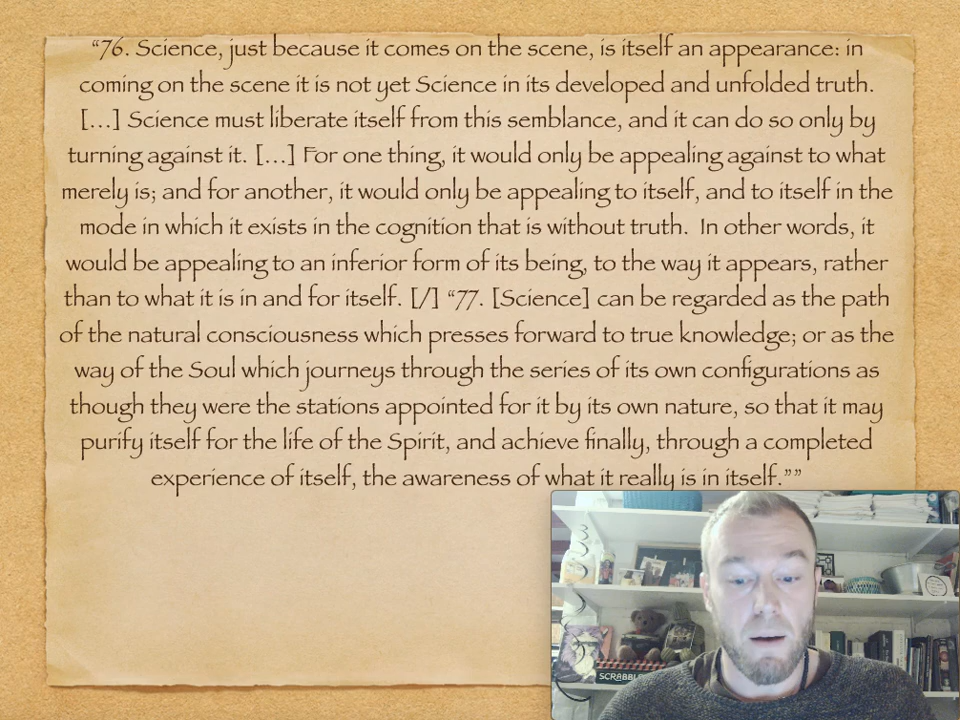 “76. Science, just because it comes on the scene, is itself an appearance: in
coming on the scene it is not yet Science in its developed and unfolded truth.
[…] Science must liberate itself from this semblance, and it can do so only by
turning against it. […] For one thing, it would only be appealing against to what
merely is; and for another, it would only be appealing to itself, and to itself in the
mode in which it exists in the cognition that is without truth.  In other words, it
would be appealing to an inferior form of its being, to the way it appears, rather
than to what it is in and for itself. [/] “77. [Science] can be regarded as the path
of the natural consciousness which presses forward to true knowledge; or as the
way of the Soul which journeys through the series of its own configurations as
though they were the stations appointed for it by its own nature, so that it may
purify itself for the life of the Spirit, and achieve finally, through a completed
experience of itself, the awareness of what it really is in itself.””
SCRABBLE